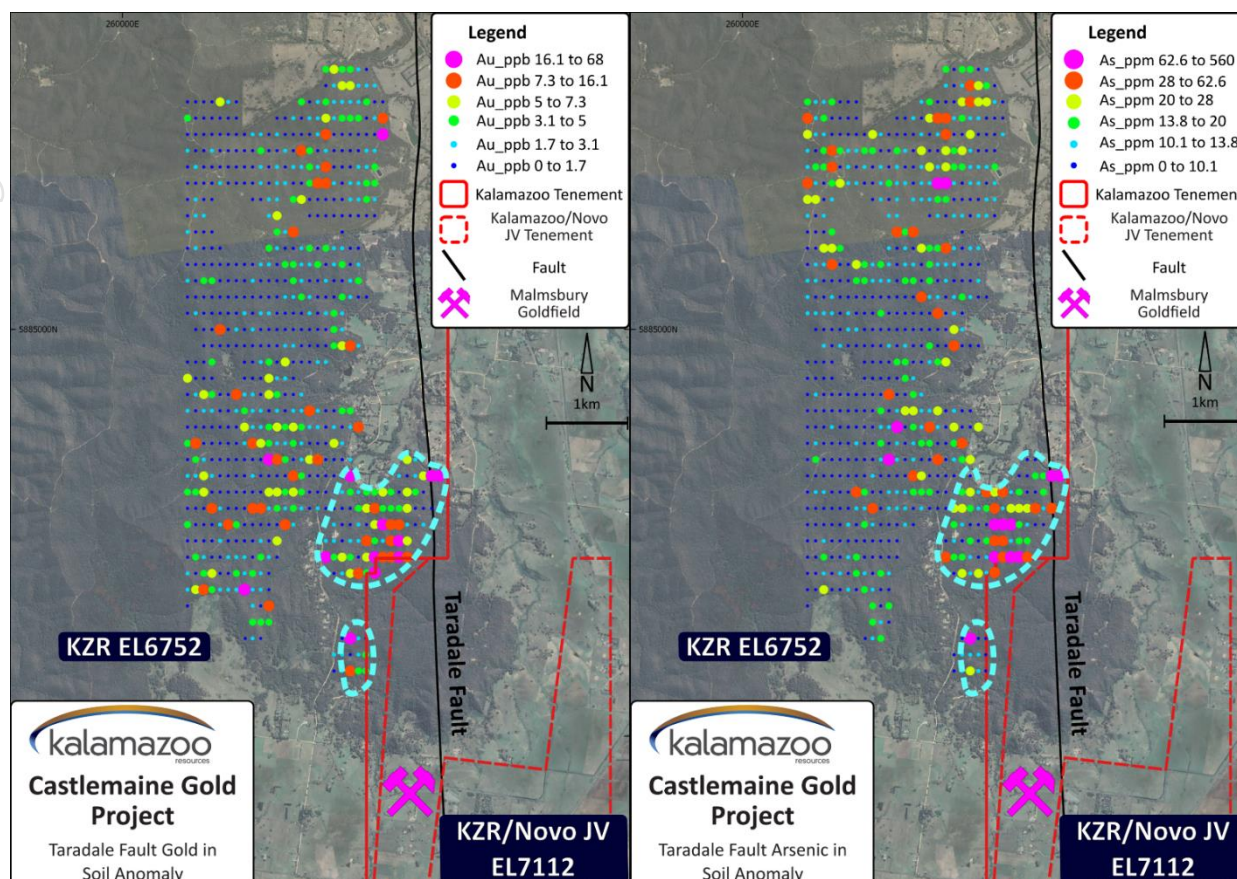 260000E
Legend
Au_ppb 16.1 to 68
Au_ppb 7.3 to 16.1
Au_ppb 5 to 7.3
Au_ppb 3.1 to 5
Au_ppb 1.7 to 3.1
Au_ppb 0 to 1.7
Kalamazoo Tenement
Kalamazoo/Novo
JV Tenement
Fault
Malmsbury
Goldfield
5885000N
N
1km
Taradale Fault
KZR EL6752
kalamazoo
resources
Castlemaine Gold
Project
Taradale Fault Gold in
Soil Anomaly
KZR/Novo JV
EL7112
260000E
Legend
As_ppm 62.6 to 560
As_ppm 28 to 62.6
As_ppm 20 to 28
As_ppm 13.8 to 20
As_ppm 10.1 to 13.8
As_ppm 0 to 10.1
Kalamazoo Tenement
Kalamazoo/Novo
JV Tenement
Fault
Malmsbury
Goldfield
5885000N
N
1km
Taradale Fault
KZR EL6752
kalamazoo
resources
Castlemaine Gold
Project
Taradale Fault Arsenic in
Soil Anomaly
KZR/Novo JV
EL7112